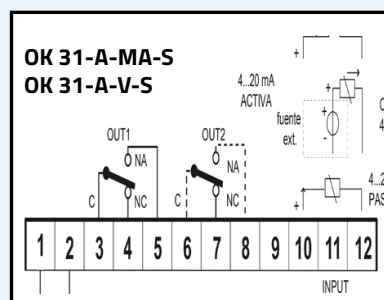 OK 31-A-MA-S
OK 31-A-V-S
4...20 mA
ACTIVA
fuente
ext.
OUT1
OUT2
NA
NA
C
NC
C
NC
+
+
-
+
+
1 2 3 4 5 6 7 8 9 10 11 12
INPUT